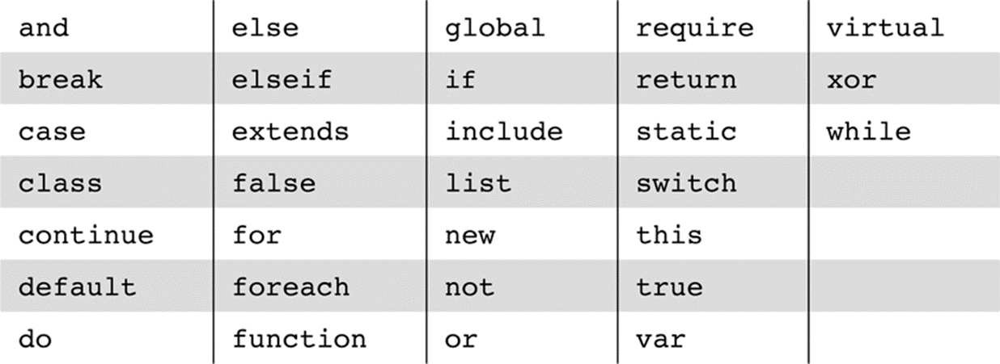 and else global require virtual
break elseif if return xor
case extends include static while
class false list switch
continue for new this
default foreach not true
do function or var